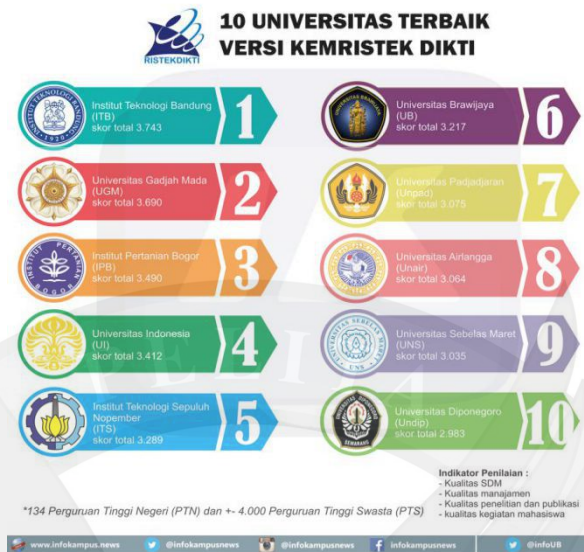 10 UNIVERSITAS TERBAIK
VERSI KEMRISTEK DIKTI
RISTEKDIKTI
Institut Teknologi Bandung
(ITB)
skor total 3.743
1
Universitas Gadjah Mada
(UGM)
skor total 3.690
2
Institut Pertanian Bogor
(IPB)
skor total 3.490
3
Universitas Indonesia
(UI)
skor total 3.412
4
Institut Teknologi Sepuluh
Nopember
(ITS)
skor total 3.289
5
Universitas Brawijaya
(UB)
skor total 3.217
6
Universitas Padjadjaran
(Unpad)
skor total 3.075
7
Universitas Airlangga
(Unair)
skor total 3.064
8
Universitas Sebelas Maret
(UNS)
skor total 3.035
9
Universitas Diponegoro
(Undip)
skor total 2.983
10
Indikator Penilaian :
- Kualitas SDM
- Kualitas manajemen
- Kualitas penelitian dan publikasi
- kualitas kegiatan mahasiswa
*134 Perguruan Tinggi Negeri (PTN) dan +- 4.000 Perguruan Tinggi Swasta (PTS)
www.infokampus.news
@infokampusnews
@infokampusnews
infokampusnews
@infoUB